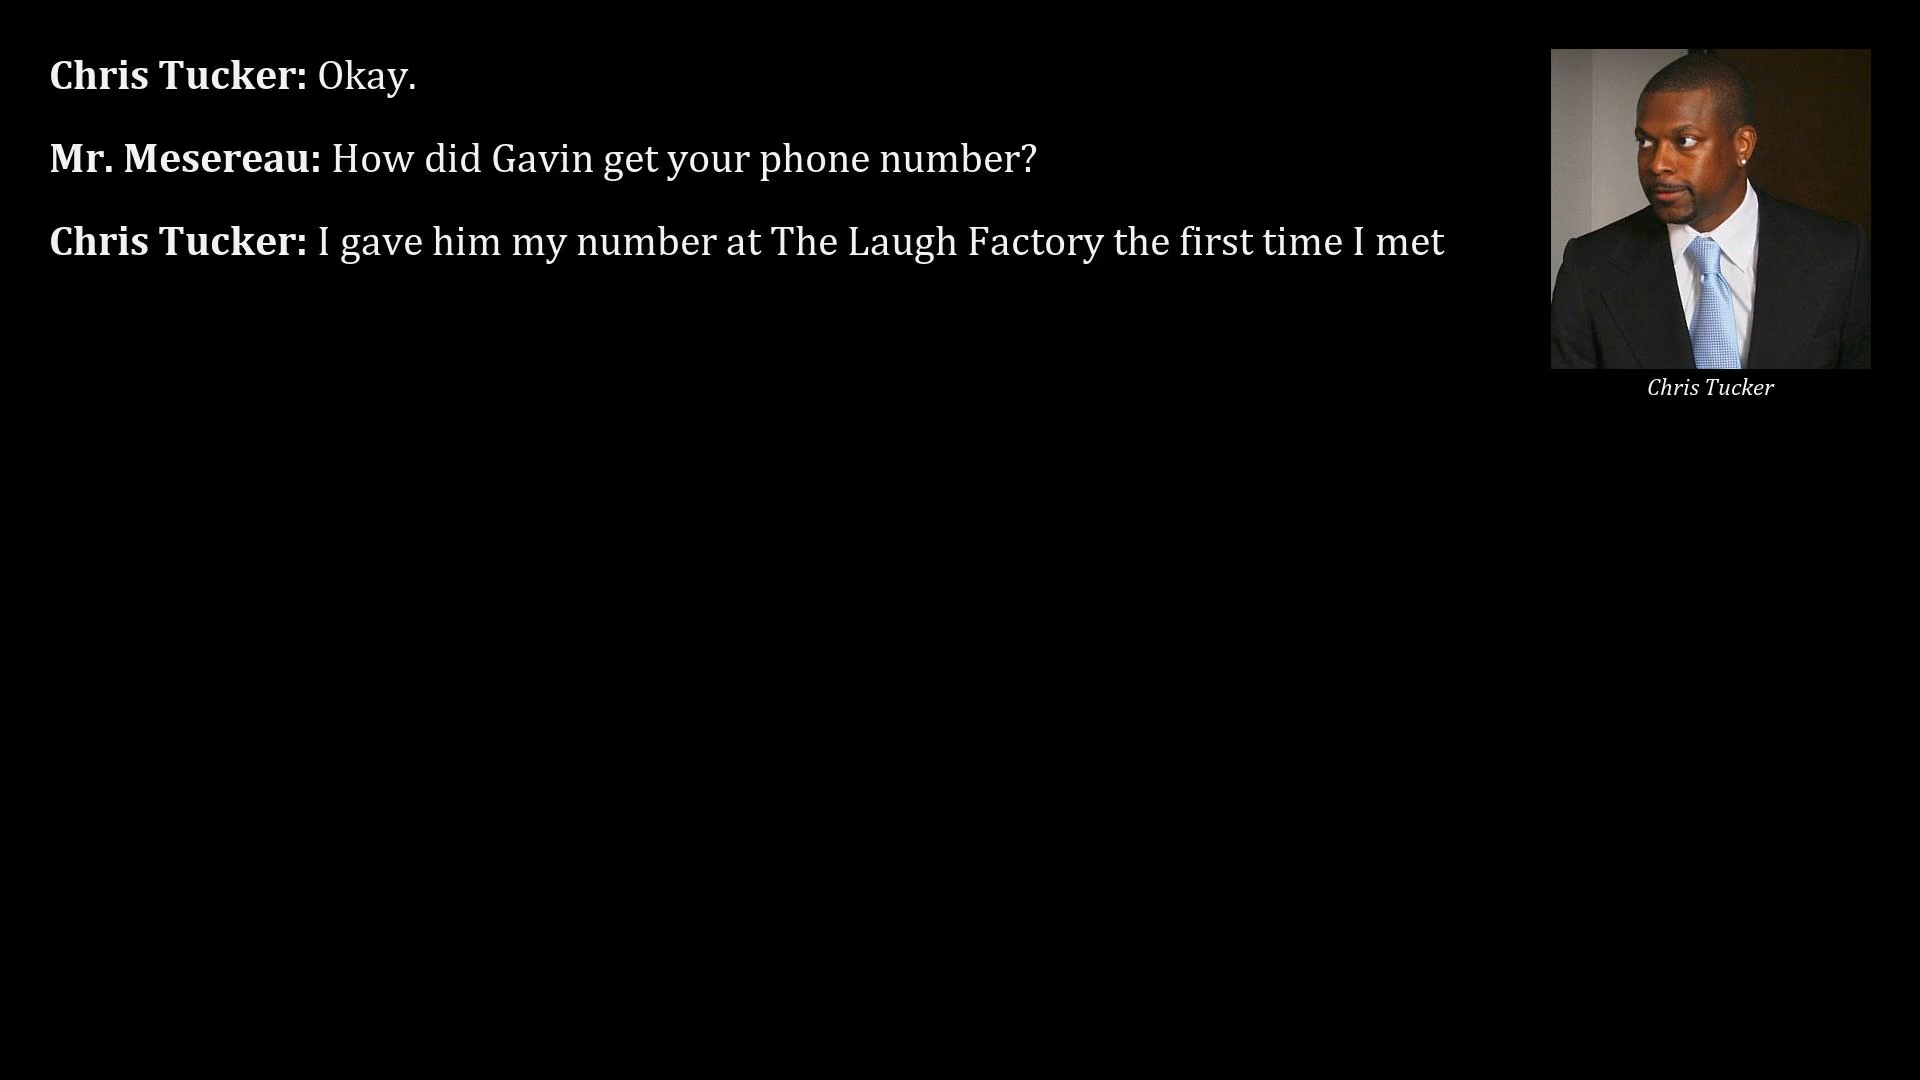 Chris Tucker: Okay.
Mr. Mesereau: How did Gavin get your phone number?
Chris Tucker: I gave him my number at The Laugh Factory the first time I met
Chris Tucker